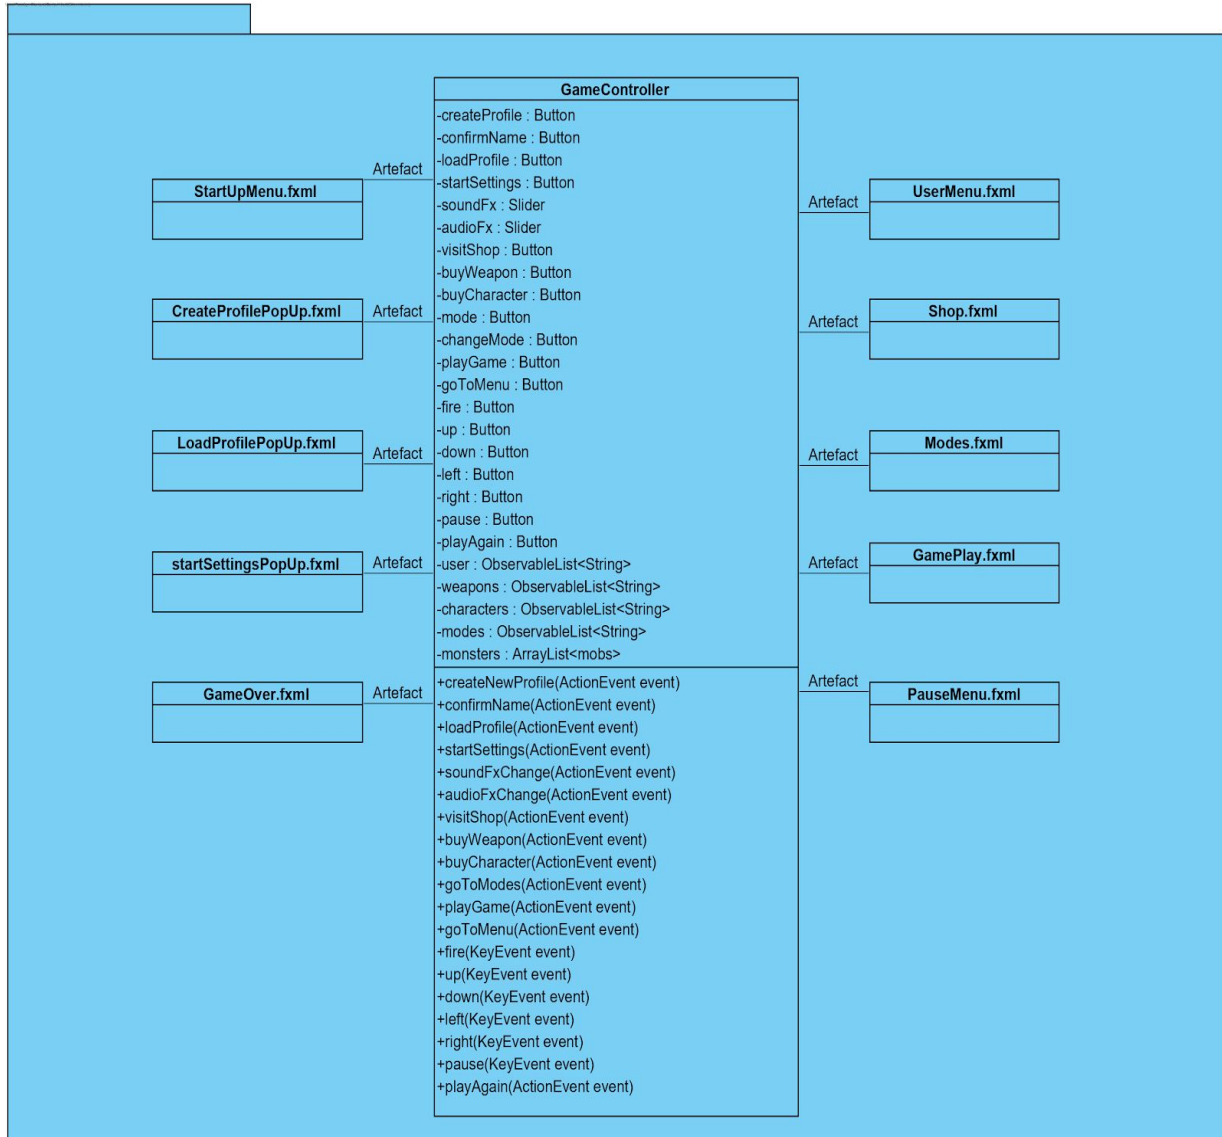 GameController
-createProfile : Button
-confirmName : Button
-loadProfile : Button
-startSettings : Button
-soundFx : Slider
-audioFx : Slider
-visitShop : Button
-buyWeapon : Button
-buyCharacter : Button
-mode : Button
-changeMode : Button
-playGame : Button
-goToMenu : Button
-fire : Button
-up : Button
-down : Button
-left : Button
-right : Button
-pause : Button
-playAgain : Button
-user : ObservableList<String>
-weapons : ObservableList<String>
-characters : ObservableList<String>
-modes : ObservableList<String>
-monsters : ArrayList<mobs>
+createNewProfile(ActionEvent event)
+confirmName(ActionEvent event)
+loadProfile(ActionEvent event)
+startSettings(ActionEvent event)
+soundFxChange(ActionEvent event)
+audioFxChange(ActionEvent event)
+visitShop(ActionEvent event)
+buyWeapon(ActionEvent event)
+buyCharacter(ActionEvent event)
+goToModes(ActionEvent event)
+playGame(ActionEvent event)
+goToMenu(ActionEvent event)
+fire(KeyEvent event)
+up(KeyEvent event)
+down(KeyEvent event)
+left(KeyEvent event)
+right(KeyEvent event)
+pause(KeyEvent event)
+playAgain(ActionEvent event)
StartUpMenu.fxml
Artefact
CreateProfilePopUp.fxml
Artefact
LoadProfilePopUp.fxml
Artefact
startSettingsPopUp.fxml
Artefact
GameOver.fxml
Artefact
Artefact
UserMenu.fxml
Artefact
Shop.fxml
Artefact
Modes.fxml
Artefact
GamePlay.fxml
Artefact
PauseMenu.fxml